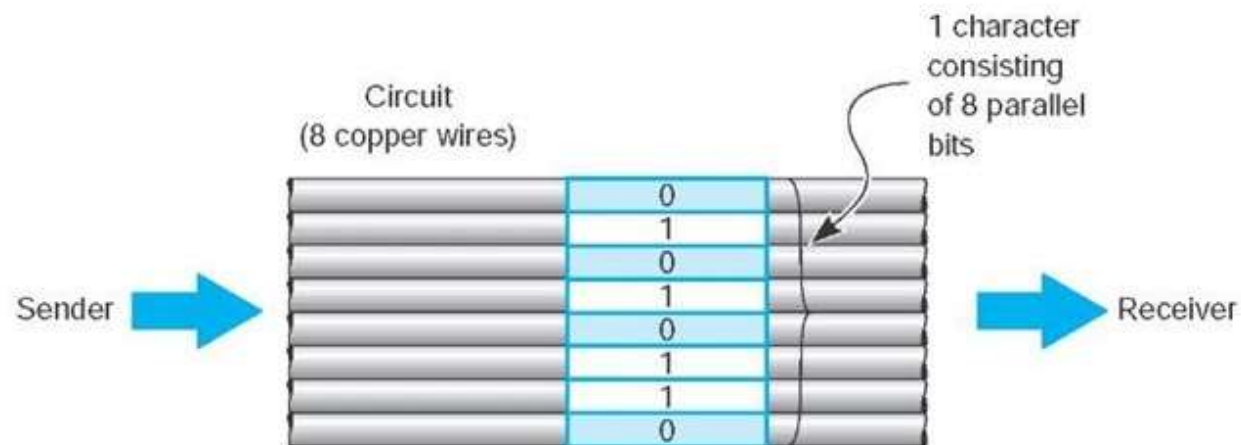 1 character
consisting
of 8 parallel
bits
Circuit
(8 copper wires)
0
1
0
1
0
1
1
0
Sender
Receiver